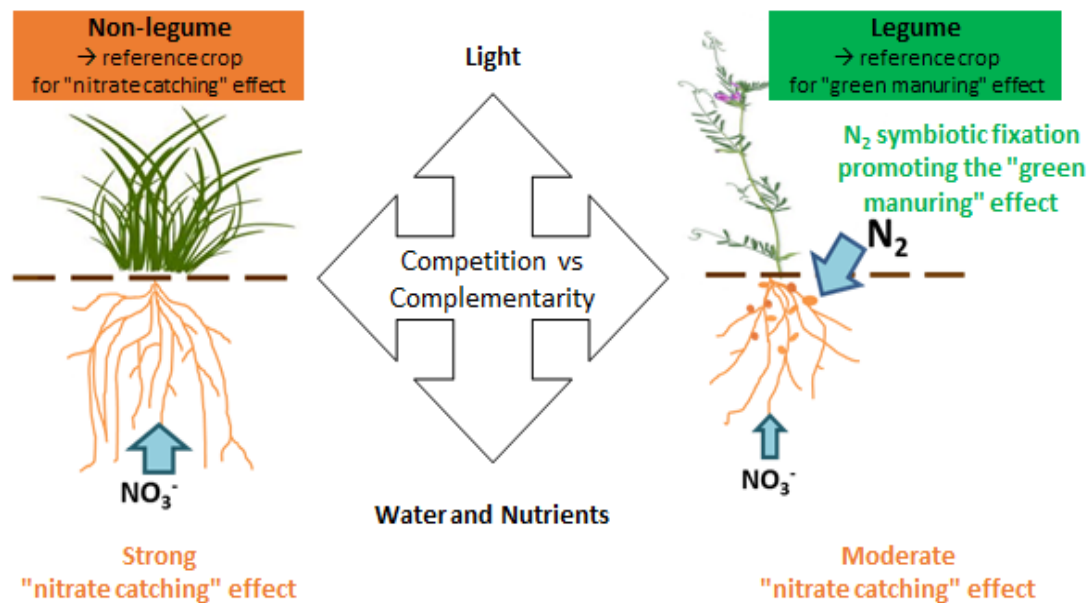 Non-legume
→ reference crop
for "nitrate catching" effect
Light
Legume
→ reference crop
for "green manuring" effect
N₂ symbiotic fixation
promoting the "green
manuring" effect
N₂
Competition vs
Complementarity
NO₃⁻
NO₃⁻
Water and Nutrients
Strong
"nitrate catching" effect
Moderate
"nitrate catching" effect